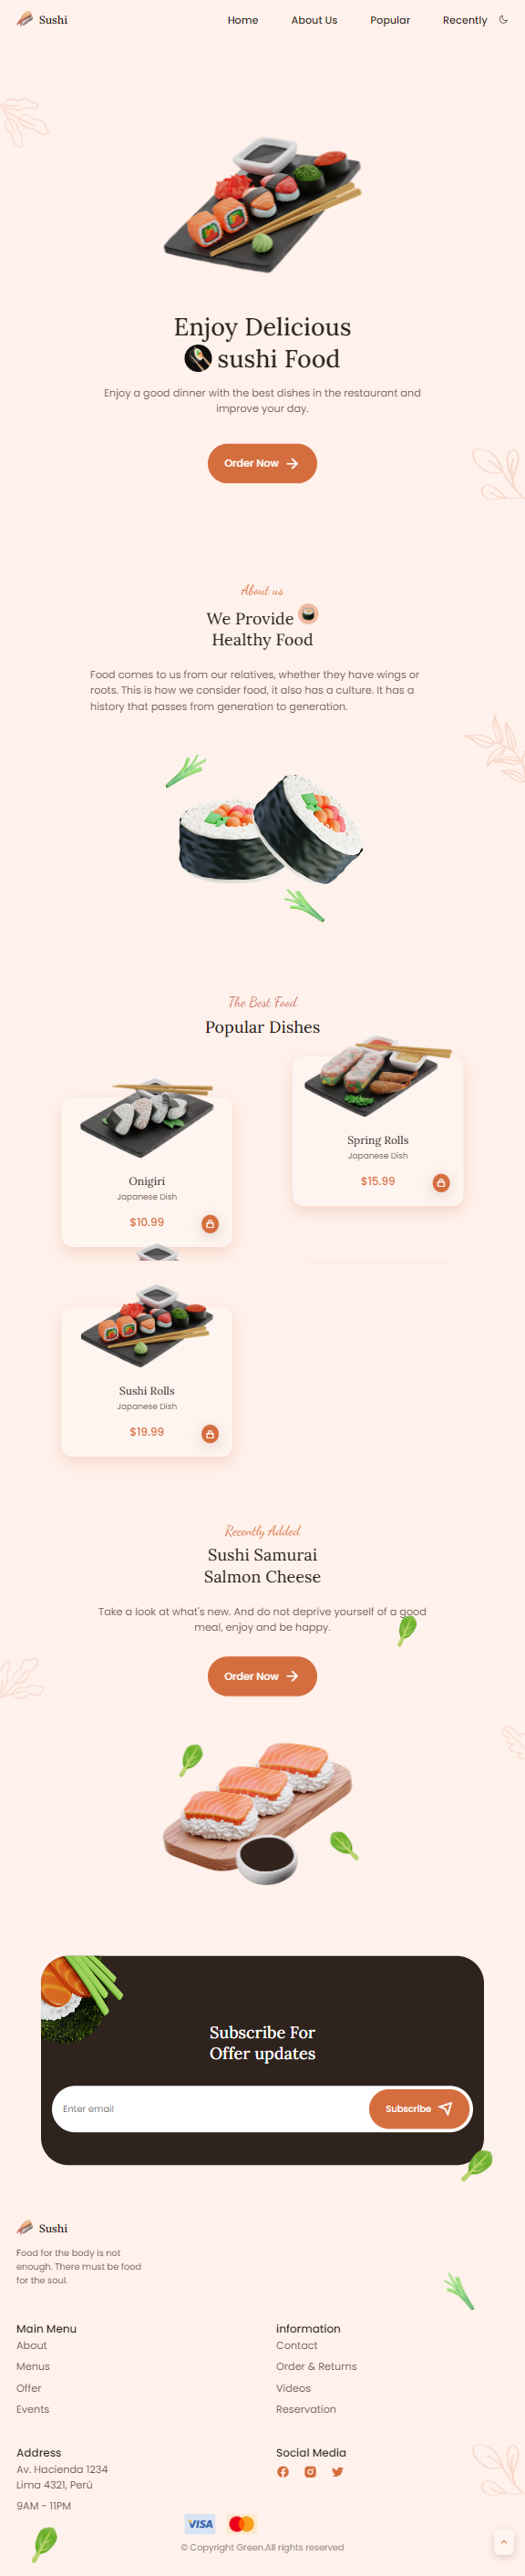 Sushi
Home
About Us
Popular
Recently
Enjoy Delicious
sushi Food
Enjoy a good dinner with the best dishes in the restaurant and
improve your day.
Order Now
About us
We Provide
Healthy Food
Food comes to us from our relatives, whether they have wings or
roots. This is how we consider food, it also has a culture. It has a
history that passes from generation to generation.
The Best Food
Popular Dishes
Onigiri
Japanese Dish
$10.99
Spring Rolls
Japanese Dish
$15.99
Sushi Rolls
Japanese Dish
$19.99
Recently Added
Sushi Samurai
Salmon Cheese
Take a look at what's new. And do not deprive yourself of a good
meal, enjoy and be happy.
Order Now
Subscribe For
Offer updates
Enter email
Subscribe
Sushi
Food for the body is not
enough. There must be food
for the soul.
Main Menu
About
Menus
Offer
Events
information
Contact
Order & Returns
Videos
Reservation
Address
Av. Hacienda 1234
Lima 4321, Perú
9AM - 11PM
Social Media
VISA
© Copyright Green.All rights reserved